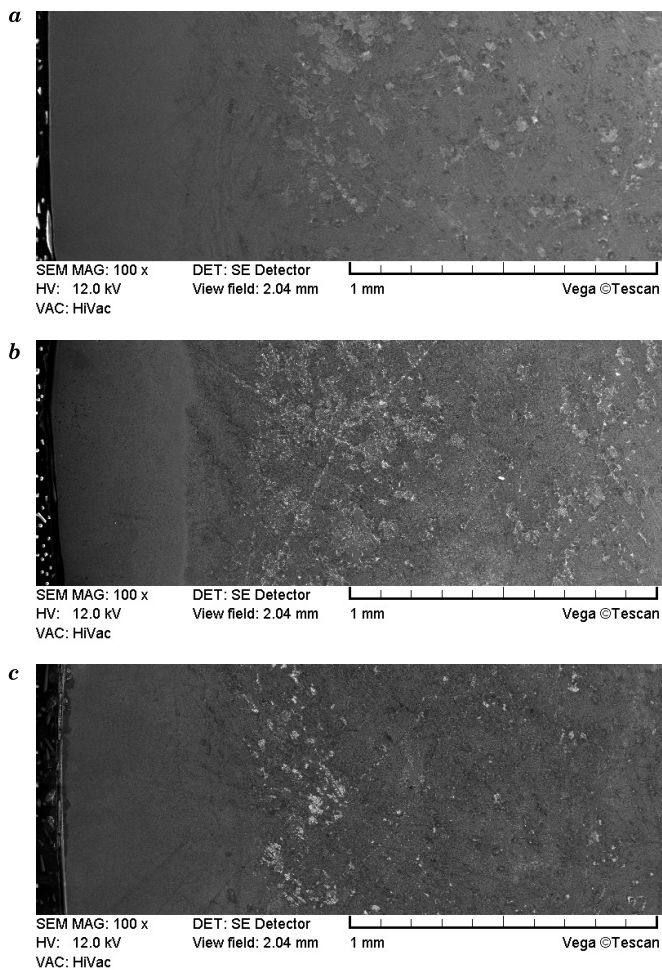 a
SEM MAG: 100 x DET: SE Detector
HV: 12.0 kV View field: 2.04 mm 1 mm Vega ©Tescan
VAC: HiVac
b
SEM MAG: 100 x DET: SE Detector
HV: 12.0 kV View field: 2.04 mm 1 mm Vega ©Tescan
VAC: HiVac
c
SEM MAG: 100 x DET: SE Detector
HV: 12.0 kV View field: 2.04 mm 1 mm Vega ©Tescan
VAC: HiVac